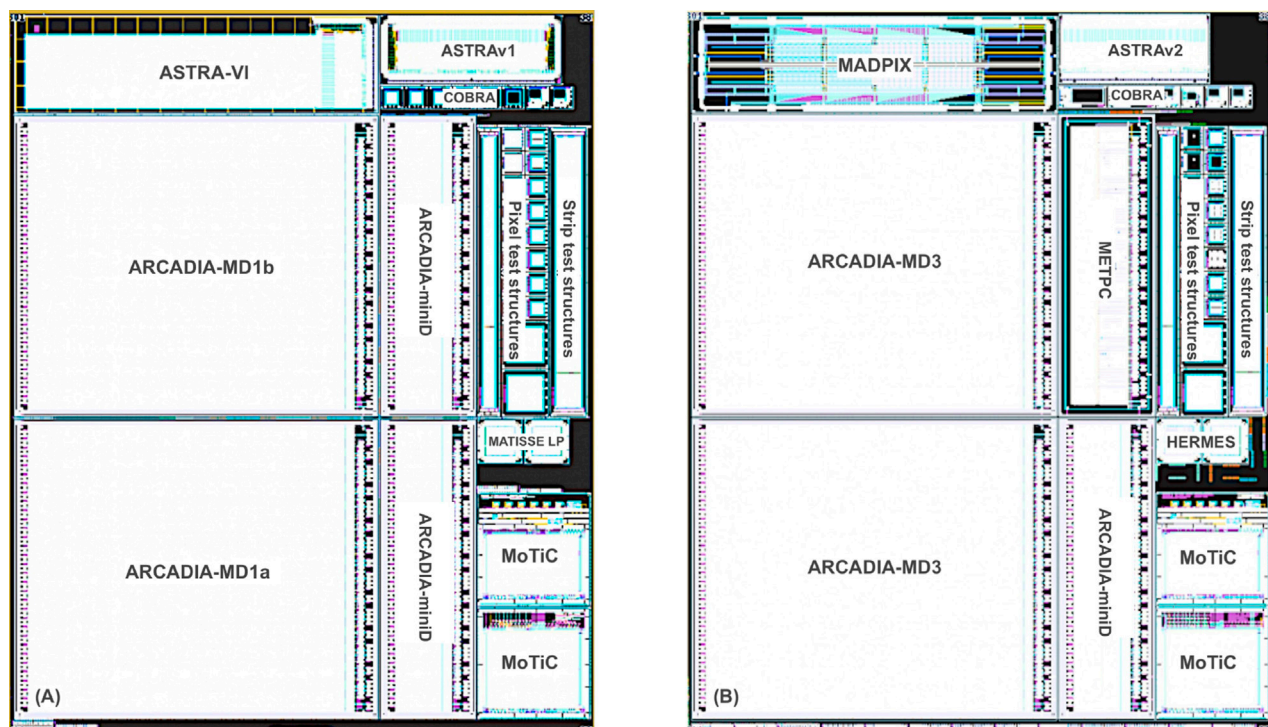 ASTRA-VI
ASTRAv1
COBRA
ARCADIA-MD1b
ARCADIA-miniD
Pixel test structures
Strip test structures
MATISSE LP
ARCADIA-MD1a
ARCADIA-miniD
MoTiC
MoTiC
(A)
MADPIX
ASTRAv2
COBRA
ARCADIA-MD3
METPC
Pixel test structures
Strip test structures
HERMES
ARCADIA-MD3
ARCADIA-miniD
MoTiC
MoTiC
(B)